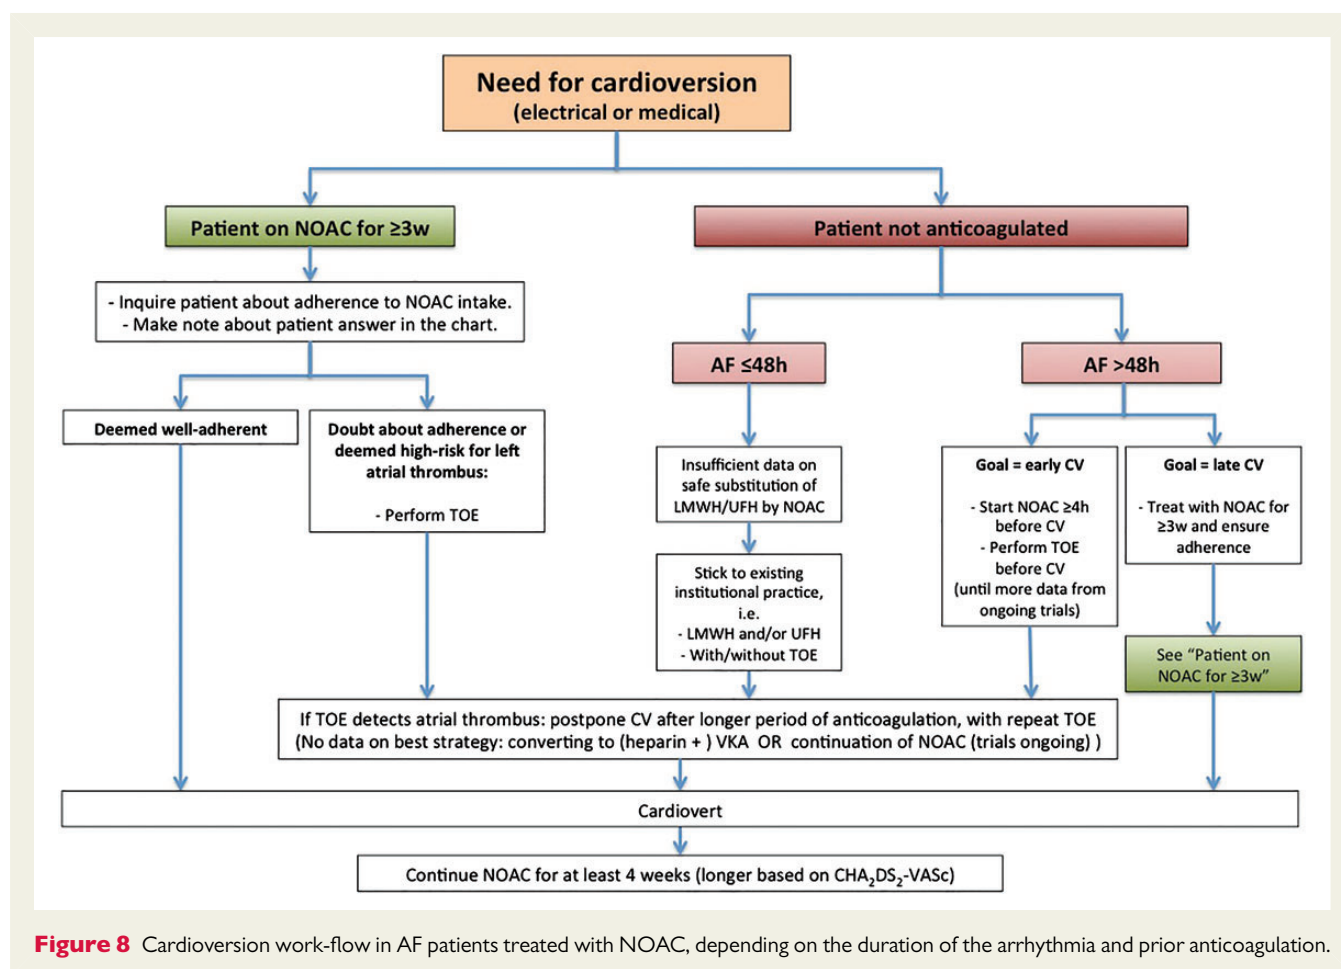 Need for cardioversion
(electrical or medical)
Patient on NOAC for ≥3w
Patient not anticoagulated
- Inquire patient about adherence to NOAC intake.
- Make note about patient answer in the chart.
AF ≤48h
AF >48h
Deemed well-adherent
Doubt about adherence or
deemed high-risk for left
atrial thrombus:
- Perform TOE
Insufficient data on
safe substitution of
LMWH/UFH by NOAC
Stick to existing
institutional practice,
i.e.
- LMWH and/or UFH
- With/without TOE
Goal = early CV
- Start NOAC ≥4h
before CV
- Perform TOE
before CV
(until more data from
ongoing trials)
Goal = late CV
- Treat with NOAC for
≥3w and ensure
adherence
See “Patient on
NOAC for ≥3w”
If TOE detects atrial thrombus: postpone CV after longer period of anticoagulation, with repeat TOE
(No data on best strategy: converting to (heparin + ) VKA OR continuation of NOAC (trials ongoing) )
Cardiovert
Continue NOAC for at least 4 weeks (longer based on CHA₂DS₂-VASc)
Figure 8 Cardioversion work-flow in AF patients treated with NOAC, depending on the duration of the arrhythmia and prior anticoagulation.